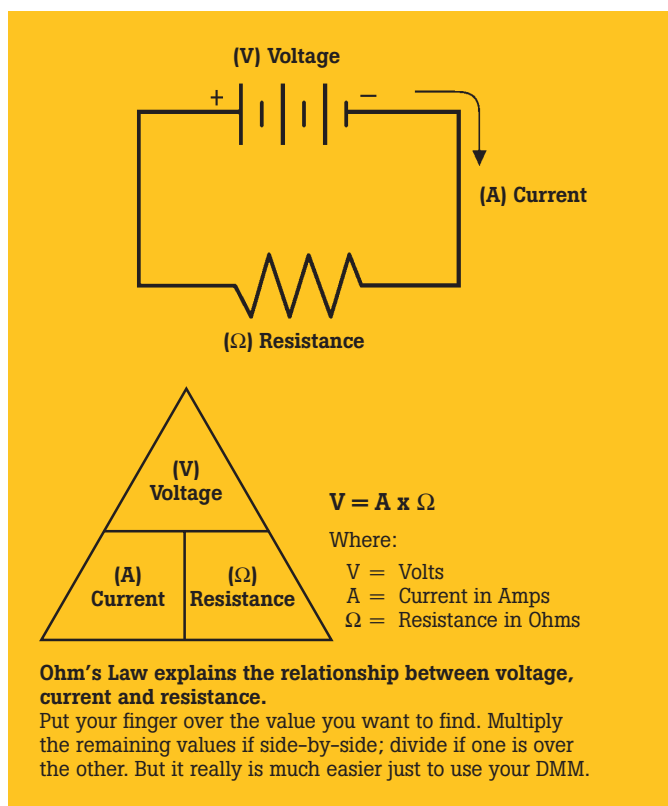 (V) Voltage
+ –
(A) Current
(Ω) Resistance
(V)
Voltage
(A)
Current
(Ω)
Resistance
V = A x Ω
Where:
V = Volts
A = Current in Amps
Ω = Resistance in Ohms
Ohm's Law explains the relationship between voltage,
current and resistance.
Put your finger over the value you want to find. Multiply
the remaining values if side-by-side; divide if one is over
the other. But it really is much easier just to use your DMM.